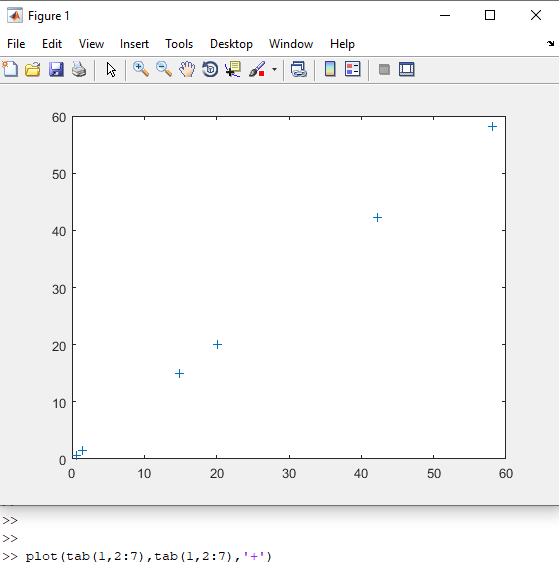 Figure 1
File Edit View Insert Tools Desktop Window Help
60
50
40
30
20
10
0
0 10 20 30 40 50 60
>>
>>
>> plot(tab(1,2:7),tab(1,2:7),'+')